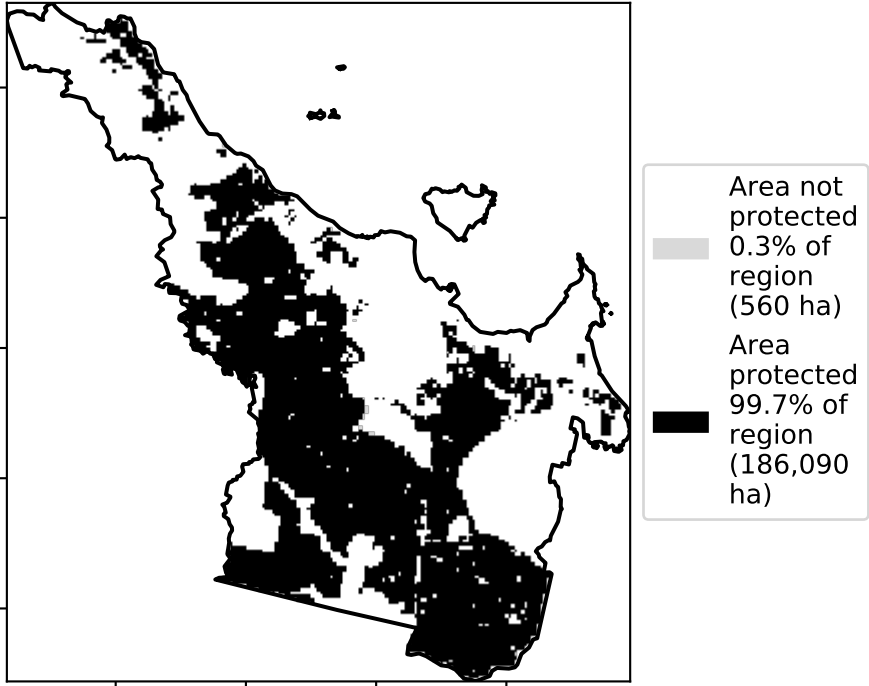 Area not
protected
0.3% of
region
(560 ha)
Area
protected
99.7% of
region
(186,090
ha)